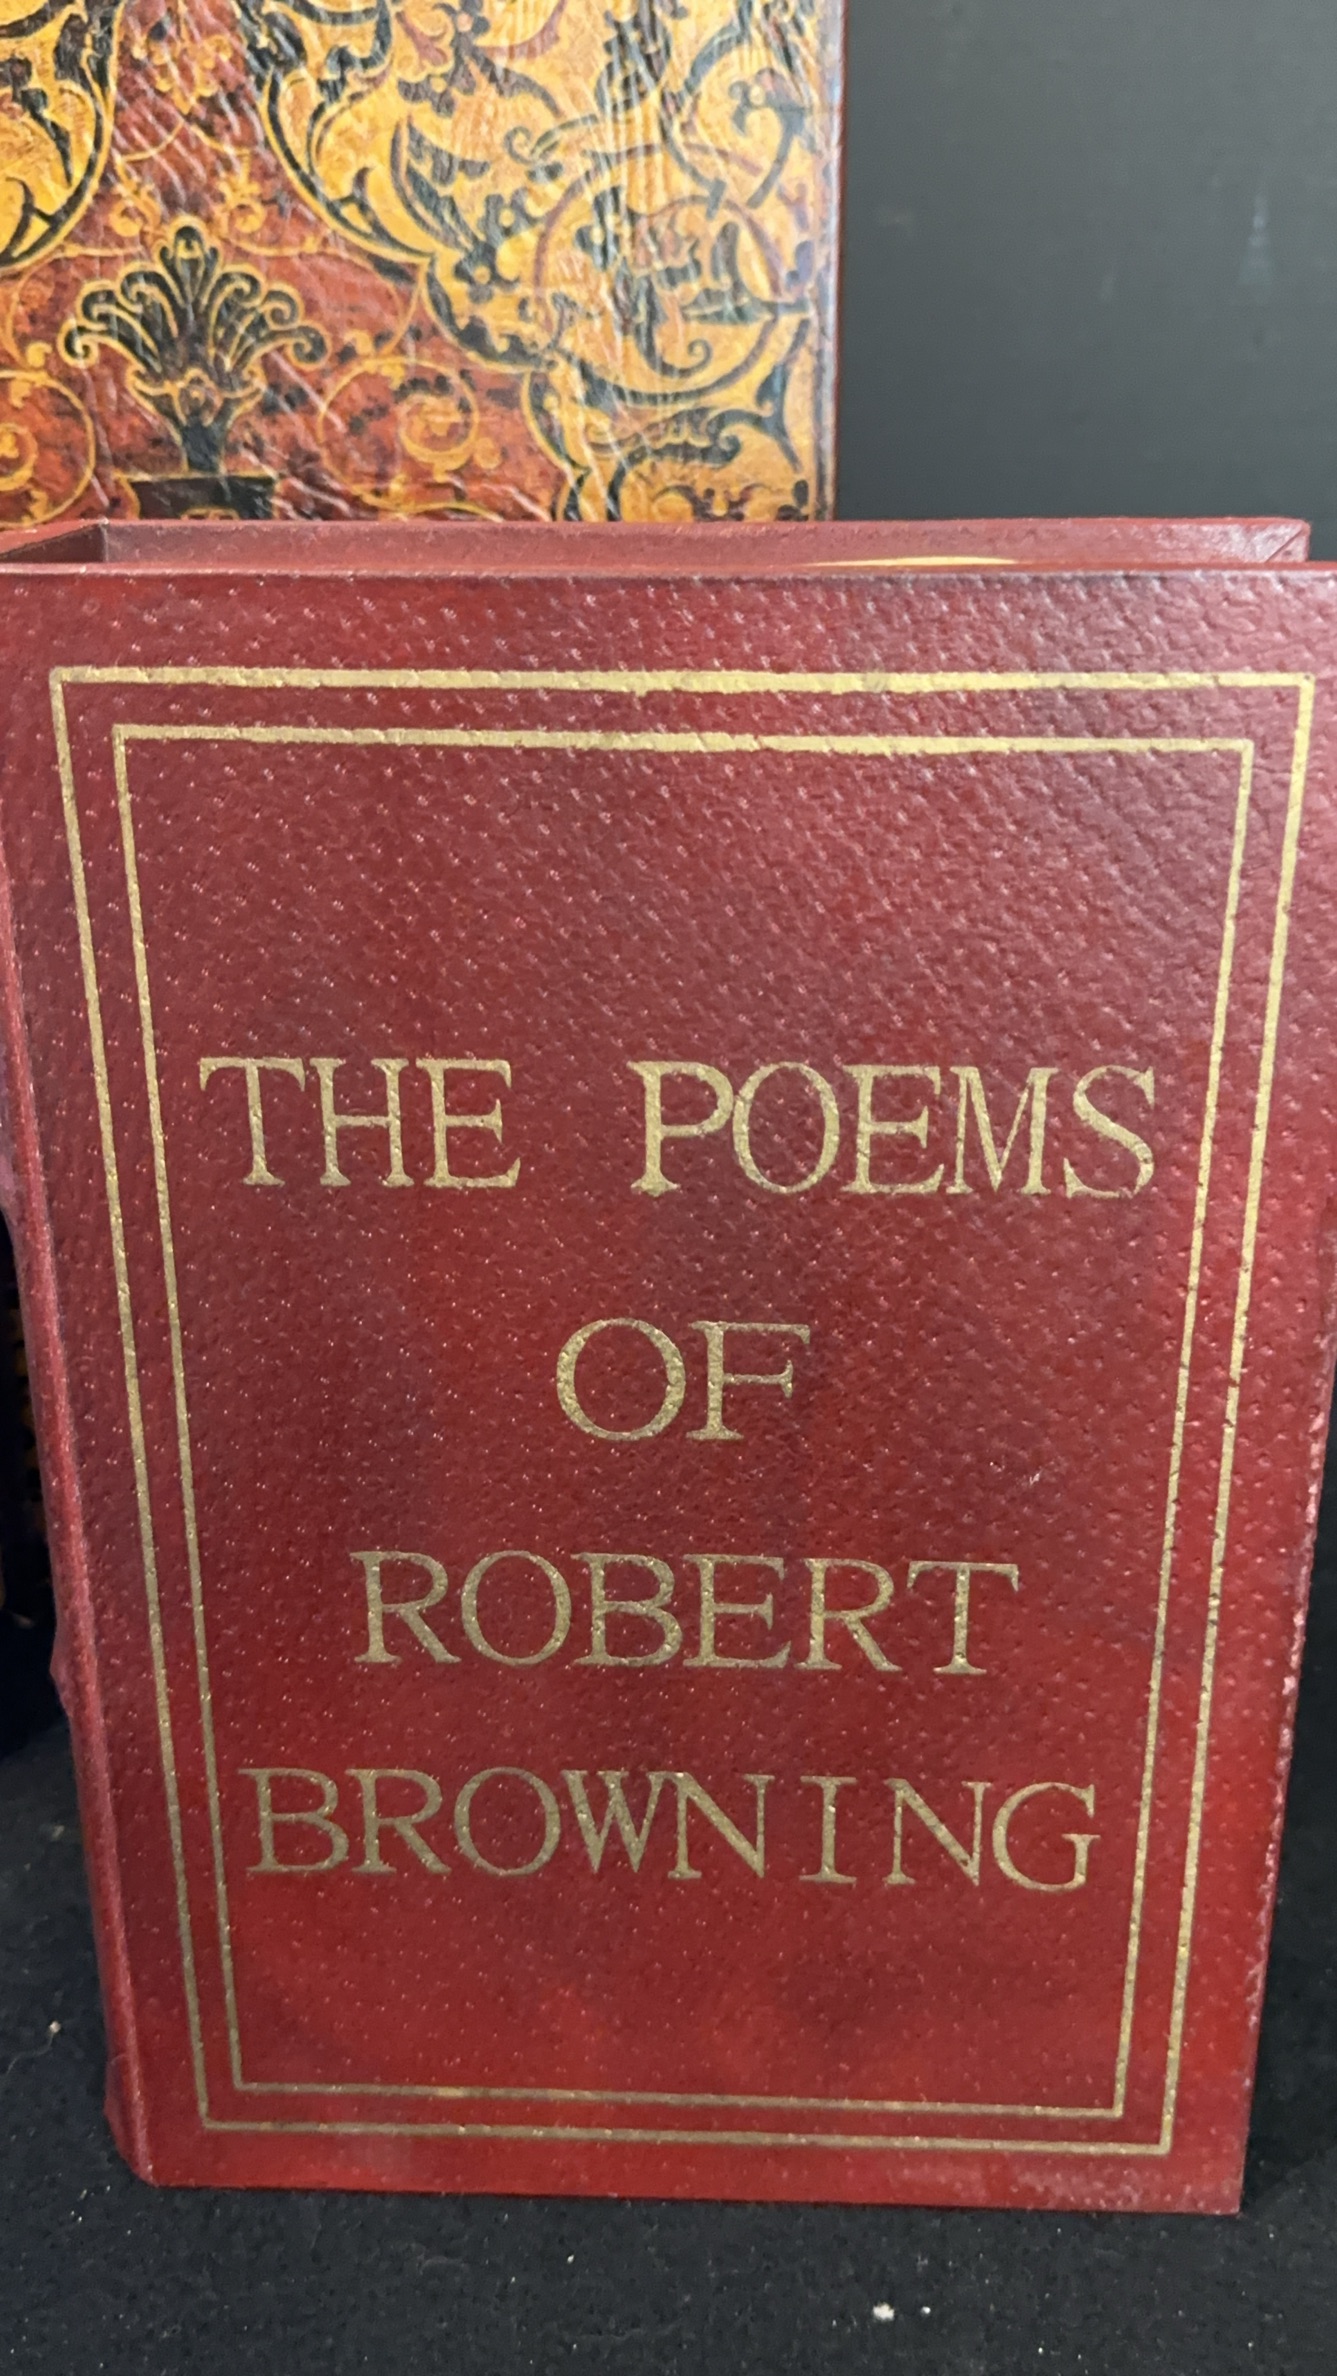 THE POEMS
OF
ROBERT
BROWNING